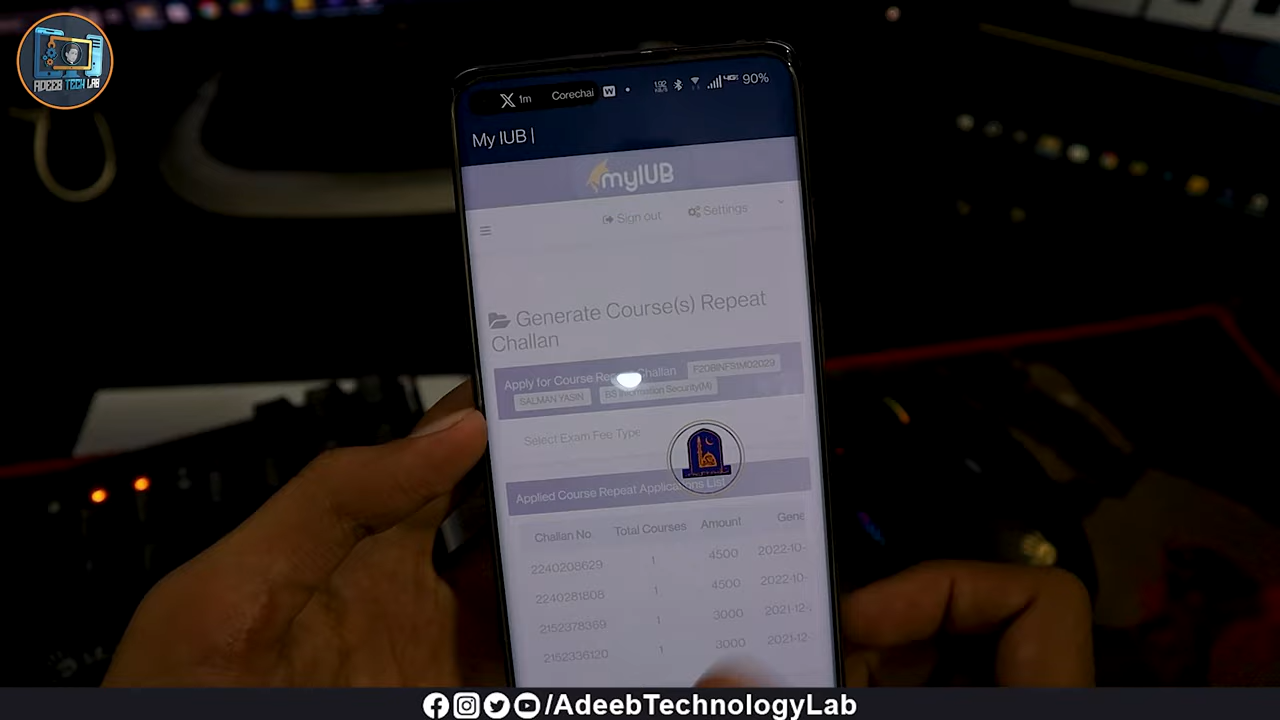 ADEEB TECH LAB
X 1m Corechai W 90%
My IUB |
myIUB
Sign out Settings
Generate Course(s) Repeat
Challan
Apply for Course Challan F20BINFS1M02029
SALMAN YASIN BS Information Security(M)
Select Exam Fee Type
Applied Course Repeat Applications List
Challan No Total Courses Amount Gene
2240208629 1 4500 2022-10-
2240281808 1 4500 2022-10-
2152378369 1 3000 2021-12-
2152336120 1 3000 2021-12-
/AdeebTechnologyLab